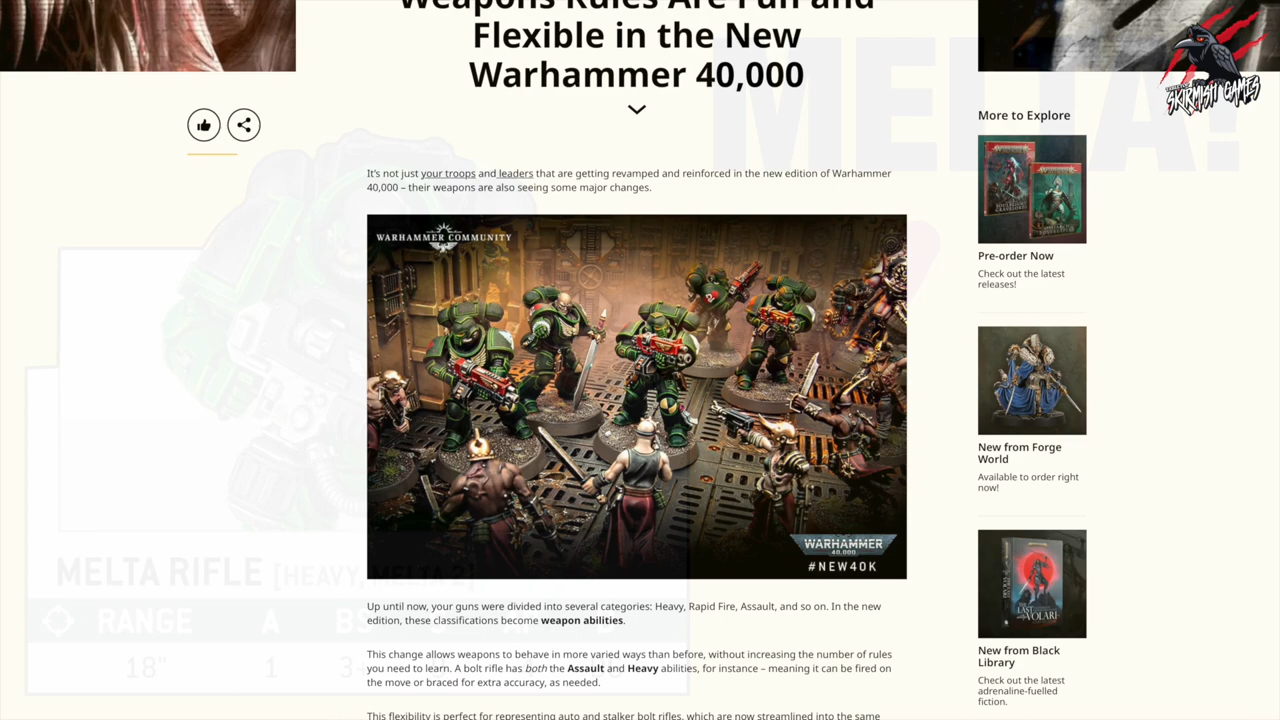 Weapons Rules Are Fun and
Flexible in the New
Warhammer 40,000
MELTA!
SKIRMISH GAMES
More to Explore
It's not just your troops and leaders that are getting revamped and reinforced in the new edition of Warhammer
40,000 – their weapons are also seeing some major changes.
WARHAMMER COMMUNITY
WARHAMMER
40,000
#NEW40K
Pre-order Now
Check out the latest
releases!
New from Forge
World
Available to order right
now!
MELTA RIFLE [HEAVY, MELTA 2]
RANGE A BS
18" 1 3+
Up until now, your guns were divided into several categories: Heavy, Rapid Fire, Assault, and so on. In the new
edition, these classifications become weapon abilities.
This change allows weapons to behave in more varied ways than before, without increasing the number of rules
you need to learn. A bolt rifle has both the Assault and Heavy abilities, for instance – meaning it can be fired on
the move or braced for extra accuracy, as needed.
This flexibility is perfect for representing auto and stalker bolt rifles, which are now streamlined into the same
THE LAST VOLARI
New from Black
Library
Check out the latest
adrenaline-fuelled
fiction.